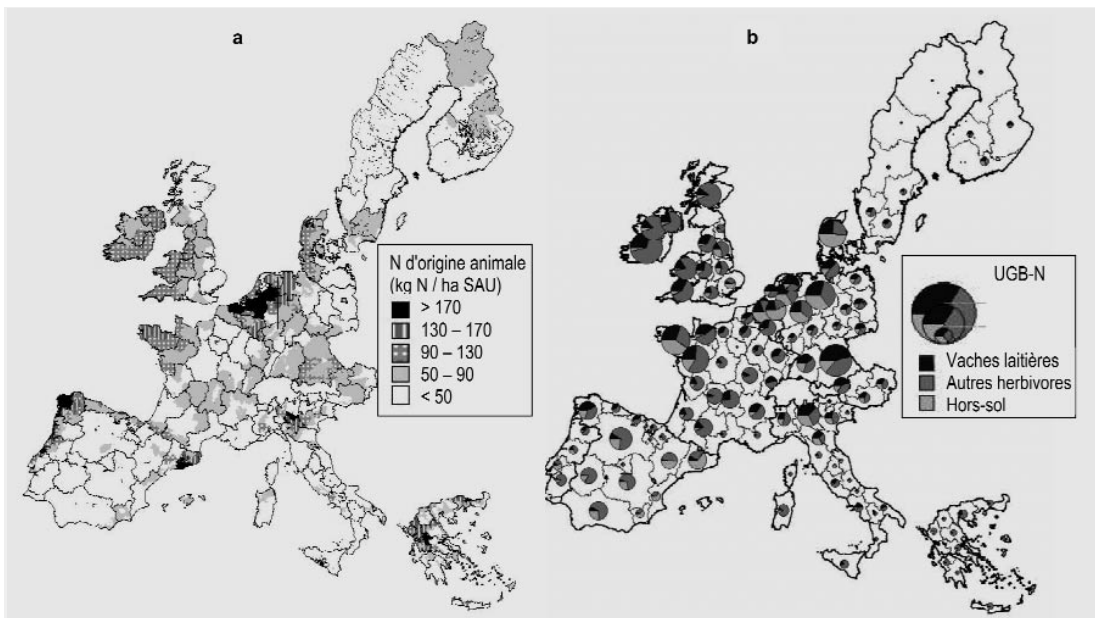 a
b
N d'origine animale
(kg N / ha SAU)
> 170
130 – 170
90 – 130
50 – 90
< 50
UGB-N
Vaches laitières
Autres herbivores
Hors-sol